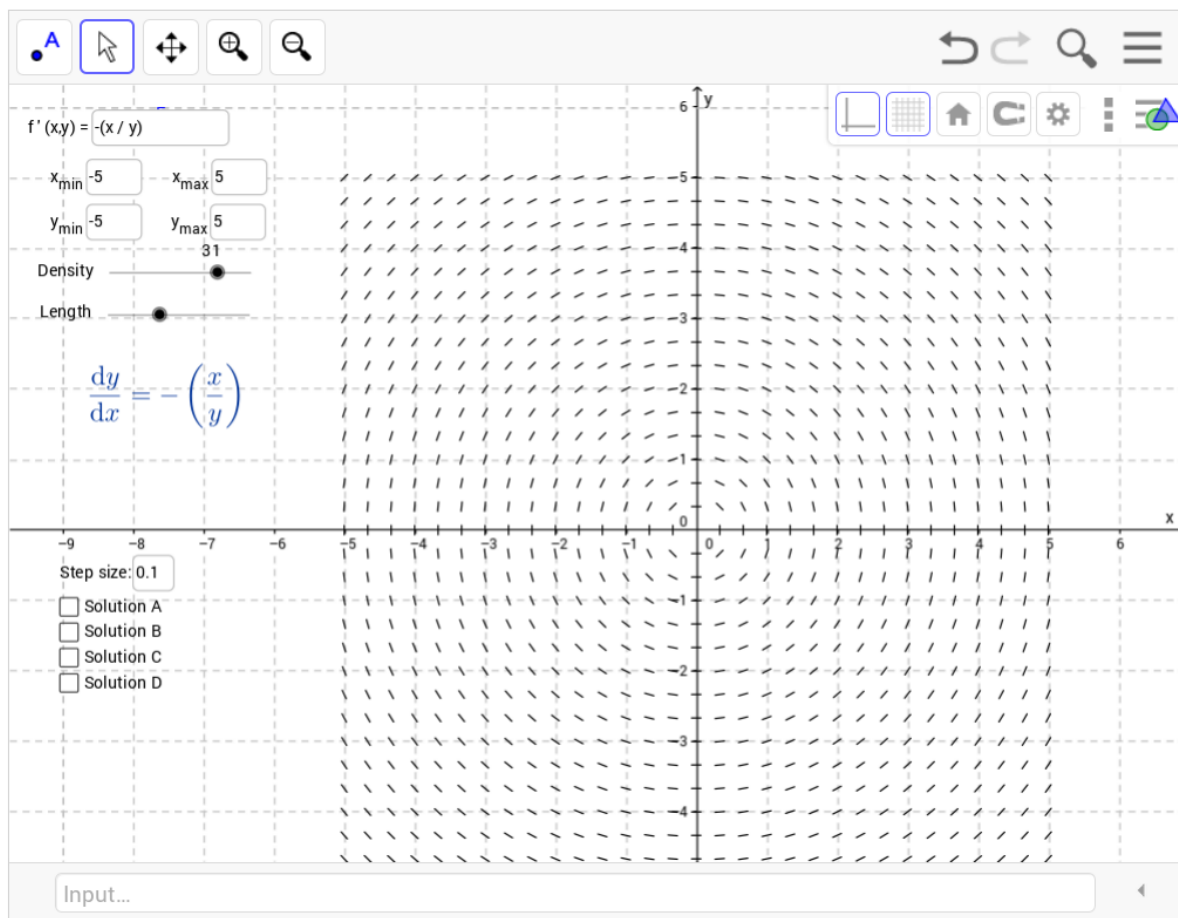 A
f ' (x,y) = -(x / y)
xmin -5 xmax 5
ymin -5 ymax 5
31
Density
Length
dy/dx = −(x/y)
y
6
5
4
3
2
1
0
x
−9 −8 −7 −6 −5 −4 −3 −2 −1 0 1 2 3 4 5 6
−1
−2
−3
−4
Step size: 0.1
Solution A
Solution B
Solution C
Solution D
Input...